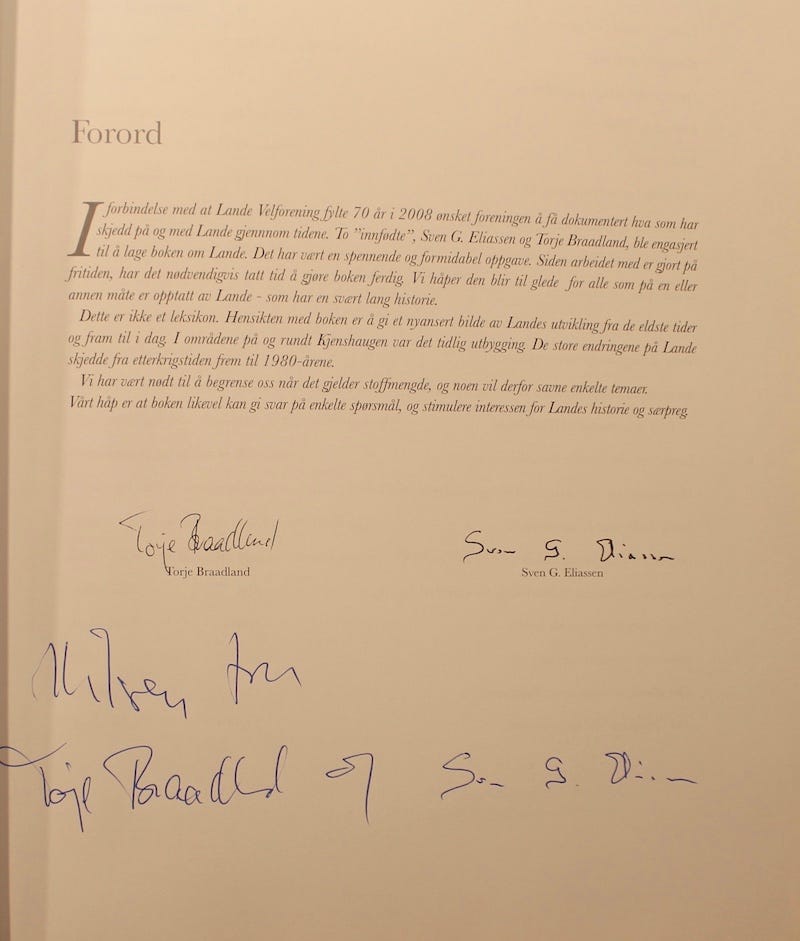 Forord
I forbindelse med at Lande Velforening fylte 70 år i 2008 ønsket foreningen å få dokumentert hva som har
skjedd på og med Lande gjennnom tidene. To ”innfødte”, Sven G. Eliassen og Torje Braadland, ble engasjert
til å lage boken om Lande. Det har vært en spennende og formidabel oppgave. Siden arbeidet med er gjort på
fritiden, har det nødvendigvis tatt tid å gjøre boken ferdig. Vi håper den blir til glede for alle som på en eller
annen måte er opptatt av Lande - som har en svært lang historie.
Dette er ikke et leksikon. Hensikten med boken er å gi et nyansert bilde av Landes utvikling fra de eldste tider
og fram til i dag. I områdene på og rundt Kjenshaugen var det tidlig utbygging. De store endringene på Lande
skjedde fra etterkrigstiden frem til 1980-årene.
Vi har vært nødt til å begrense oss når det gjelder stoffmengde, og noen vil derfor savne enkelte temaer.
Vårt håp er at boken likevel kan gi svar på enkelte spørsmål, og stimulere interessen for Landes historie og særpreg.
Torje Braadland Sven G. Eliassen
Torje Braadland Sven G. Eliassen
Hilsen fra
Torje Braadland og Sven G. Eliassen